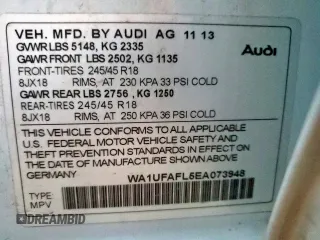 VEH. MFD. BY AUDI AG 11 13
GVWR LBS 5148, KG 2335
GAWR FRONT LBS 2502, KG 1135
FRONT-TIRES 245/45 R18
8JX18 RIMS, AT 230 KPA 33 PSI COLD
GAWR REAR LBS 2756 , KG 1250
REAR-TIRES 245/45 R18
8JX18 RIMS, AT 250 KPA 36 PSI COLD
Audi
THIS VEHICLE CONFORMS TO ALL APPLICABLE
U.S. FEDERAL MOTOR VEHICLE SAFETY AND
THEFT PREVENTION STANDARDS IN EFFECT ON
THE DATE OF MANUFACTURE SHOWN ABOVE.
GERMANY WA1UFAFL5EA073948
TYPE: MPV
DREAMBID